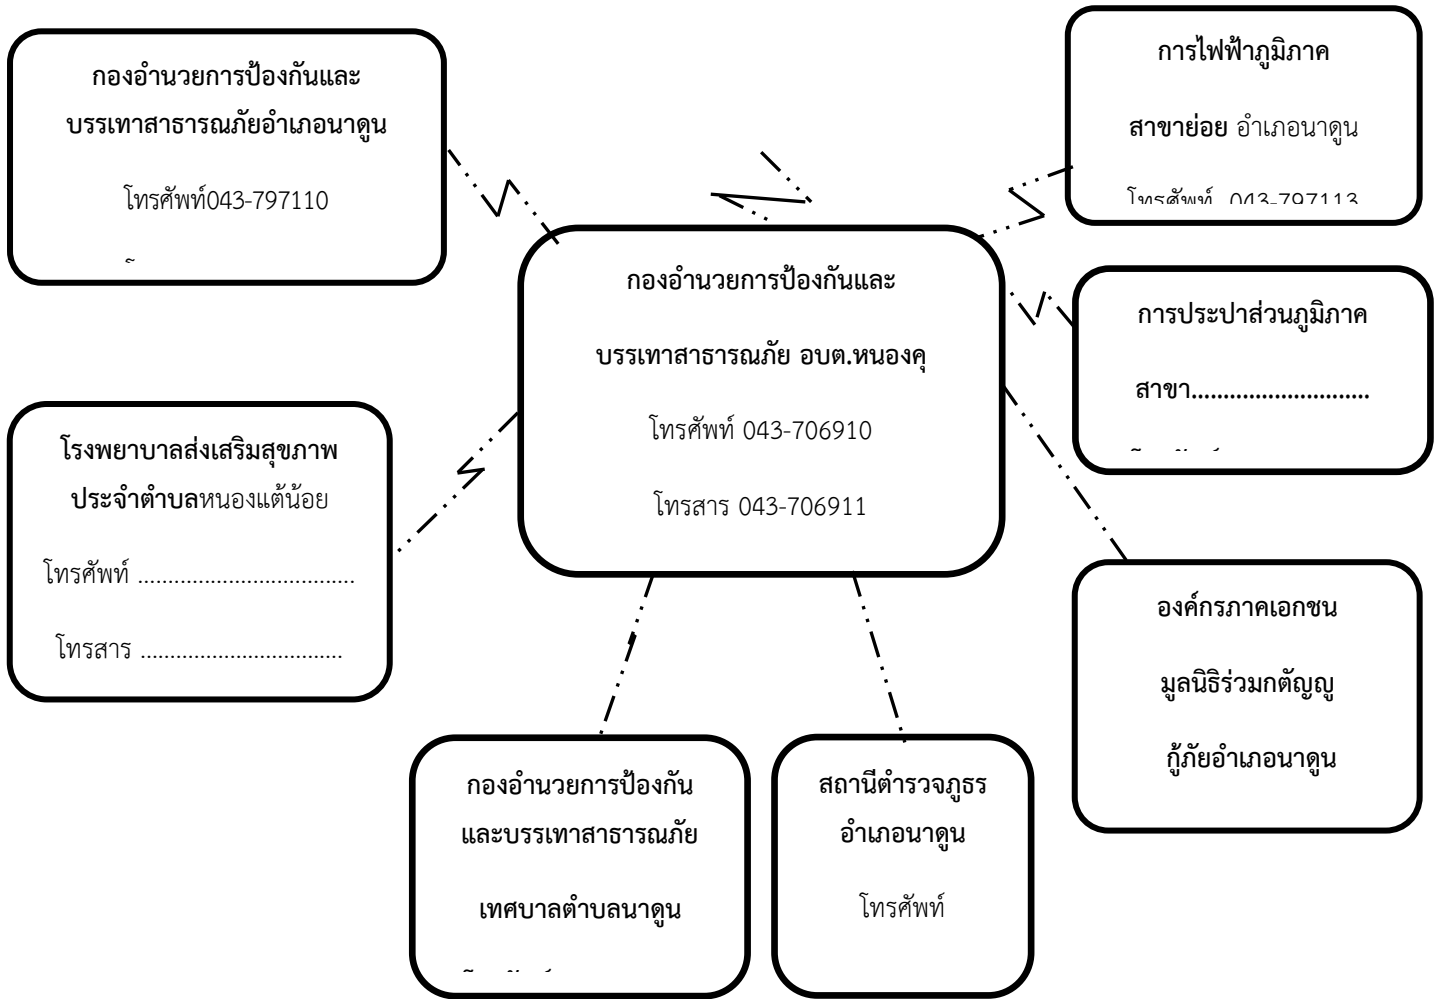 กองอำนวยการป้องกันและ
บรรเทาสาธารณภัยอำเภอนาดูน
โทรศัพท์043-797110
การไฟฟ้าภูมิภาค
สาขาย่อย อำเภอนาดูน
โทรศัพท์ 043-797113
กองอำนวยการป้องกันและ
บรรเทาสาธารณภัย อบต.หนองคุ
โทรศัพท์ 043-706910
โทรสาร 043-706911
การประปาส่วนภูมิภาค
สาขา............................
โรงพยาบาลส่งเสริมสุขภาพ
ประจำตำบลหนองแต้น้อย
โทรศัพท์ ....................................
โทรสาร ..................................
องค์กรภาคเอกชน
มูลนิธิร่วมกตัญญู
กู้ภัยอำเภอนาดูน
กองอำนวยการป้องกัน
และบรรเทาสาธารณภัย
เทศบาลตำบลนาดูน
สถานีตำรวจภูธร
อำเภอนาดูน
โทรศัพท์